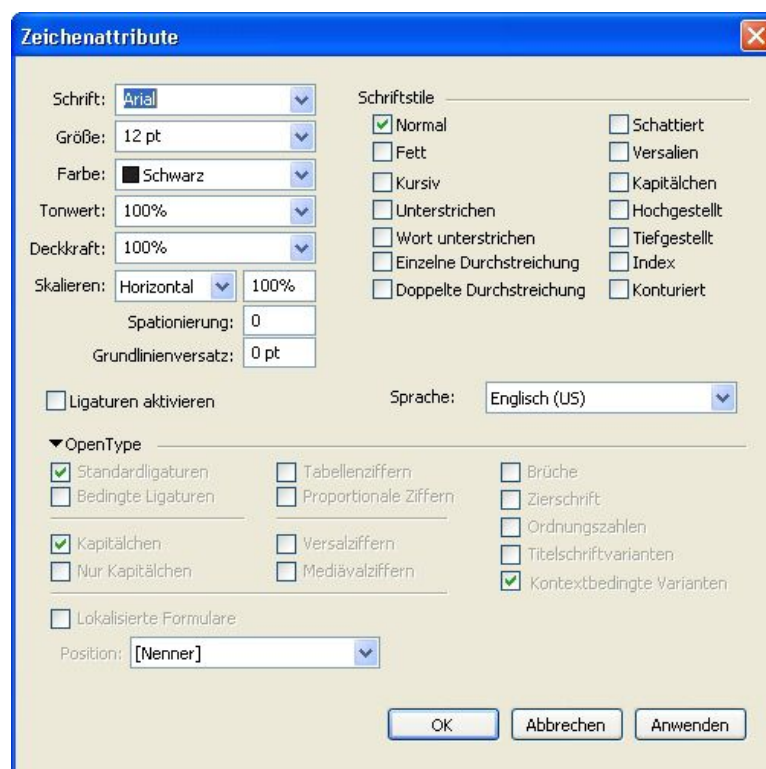 Zeichenattribute
Schrift: Arial
Größe: 12 pt
Farbe: Schwarz
Tonwert: 100%
Deckkraft: 100%
Skalieren: Horizontal 100%
Spationierung: 0
Grundlinienversatz: 0 pt
Schriftstile
Normal Schattiert
Fett Versalien
Kursiv Kapitälchen
Unterstrichen Hochgestellt
Wort unterstrichen Tiefgestellt
Einzelne Durchstreichung Index
Doppelte Durchstreichung Konturiert
Ligaturen aktivieren Sprache: Englisch (US)
OpenType
Standardligaturen Tabellenziffern Brüche
Bedingte Ligaturen Proportionale Ziffern Zierschrift
Ordnungszahlen
Kapitälchen Versalziffern Titelschriftvarianten
Nur Kapitälchen Mediävalziffern Kontextbedingte Varianten
Lokalisierte Formulare
Position: [Nenner]
OK Abbrechen Anwenden